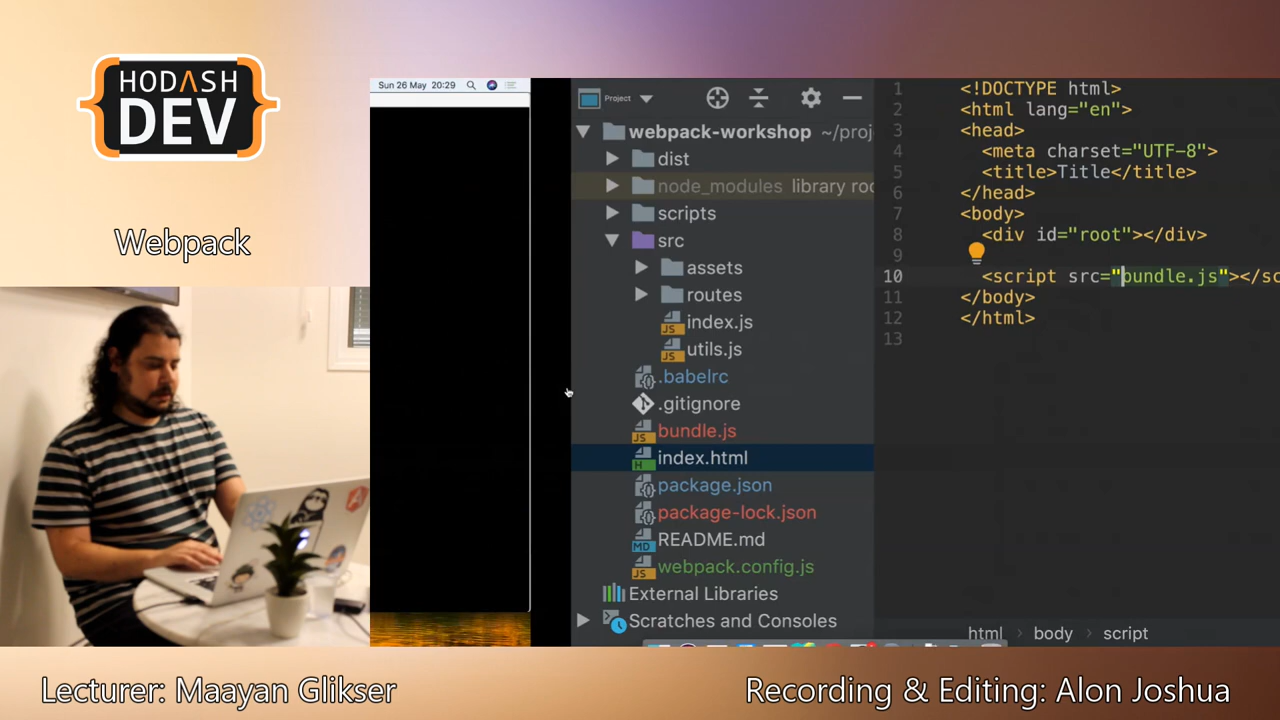 HODASH
DEV
Webpack
Sun 26 May 20:29
Project
webpack-workshop ~/proj
dist
node_modules library roo
scripts
src
assets
routes
index.js
utils.js
.babelrc
.gitignore
bundle.js
index.html
package.json
package-lock.json
README.md
webpack.config.js
External Libraries
Scratches and Consoles
1 <!DOCTYPE html>
2 <html lang="en">
3 <head>
4 <meta charset="UTF-8">
5 <title>Title</title>
6 </head>
7 <body>
8 <div id="root"></div>
9
10 <script src="bundle.js"></sc
11 </body>
12 </html>
13
html > body > script
Lecturer: Maayan Glikser
Recording & Editing: Alon Joshua